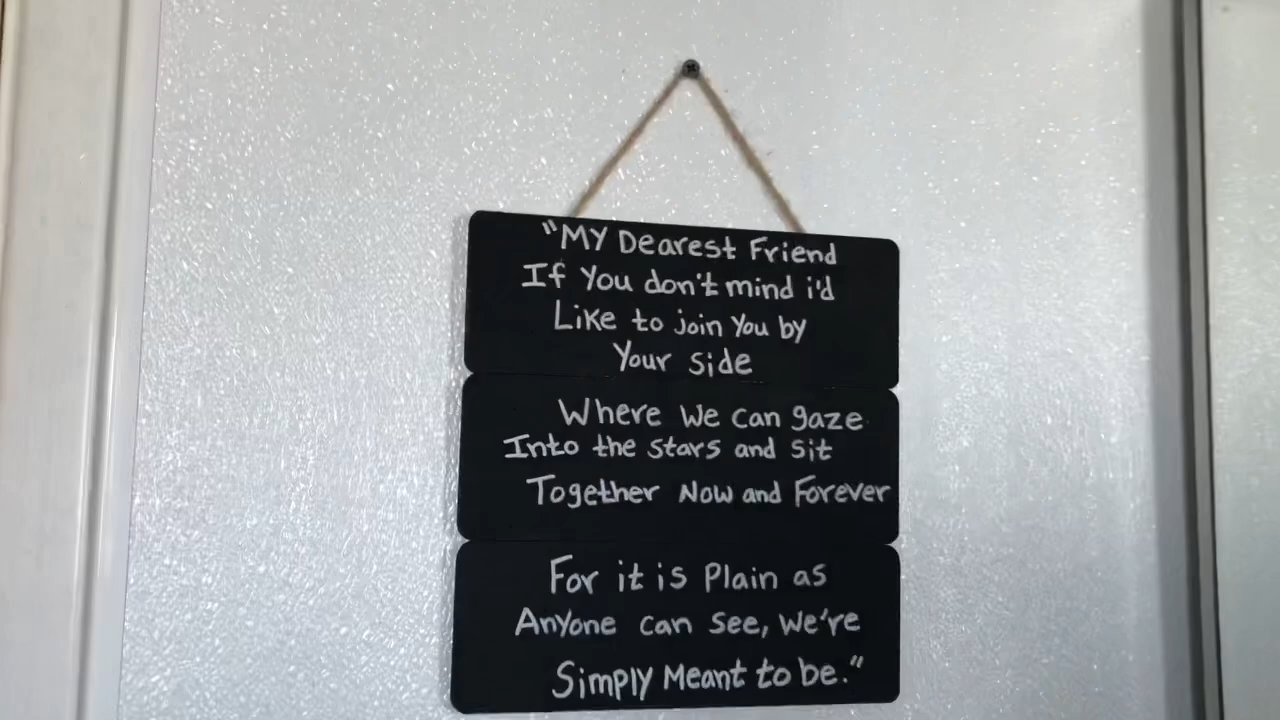 "MY Dearest Friend
If You don't mind i'd
Like to join You by
Your side
Where We can gaze
Into the stars and sit
Together Now and Forever
For it is Plain as
Anyone can see, We're
Simply Meant to be."